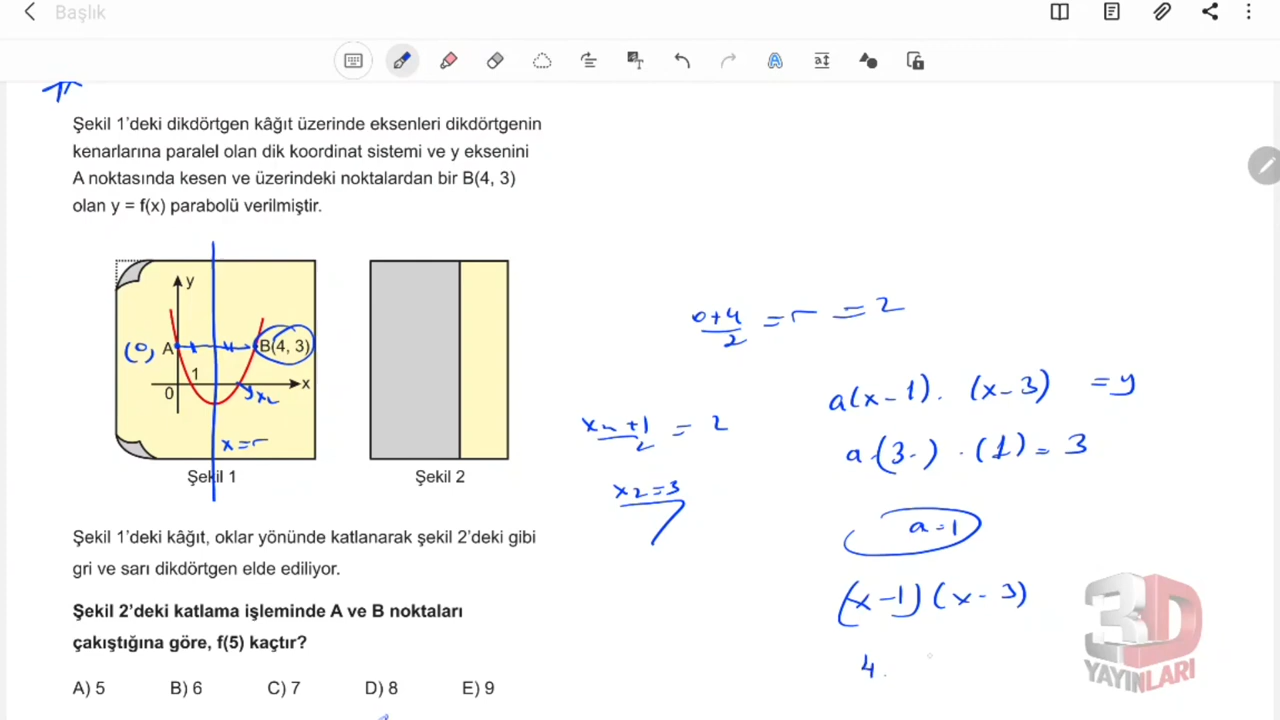 Başlık
Şekil 1'deki dikdörtgen kâğıt üzerinde eksenleri dikdörtgenin
kenarlarına paralel olan dik koordinat sistemi ve y eksenini
A noktasında kesen ve üzerindeki noktalardan bir B(4, 3)
olan y = f(x) parabolü verilmiştir.
y
(0, A
B(4, 3)
1
0
x
x2
x=r
Şekil 1
Şekil 2
0+4/2 = r = 2
x2+1/2 = 2
x2=3
a(x-1). (x-3) = y
a.(3.) . (1) = 3
a=1
(x-1)(x-3)
4.
Şekil 1'deki kâğıt, oklar yönünde katlanarak şekil 2'deki gibi
gri ve sarı dikdörtgen elde ediliyor.
Şekil 2'deki katlama işleminde A ve B noktaları
çakıştığına göre, f(5) kaçtır?
A) 5 B) 6 C) 7 D) 8 E) 9
3D
YAYINLARI